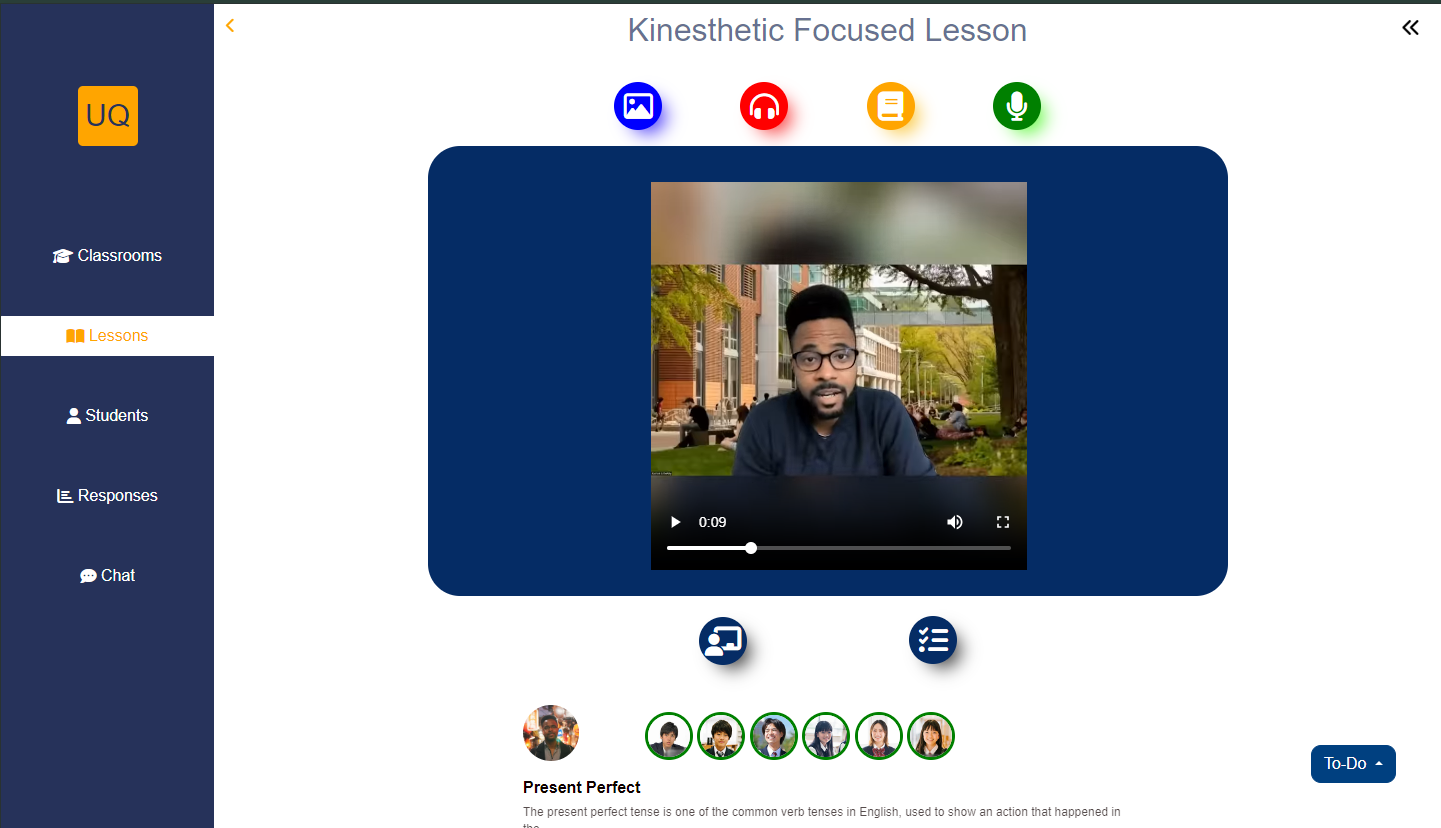 Kinesthetic Focused Lesson
UQ
Classrooms
Lessons
Students
Responses
Chat
0:09
To-Do
Present Perfect
The present perfect tense is one of the common verb tenses in English, used to show an action that happened in
the